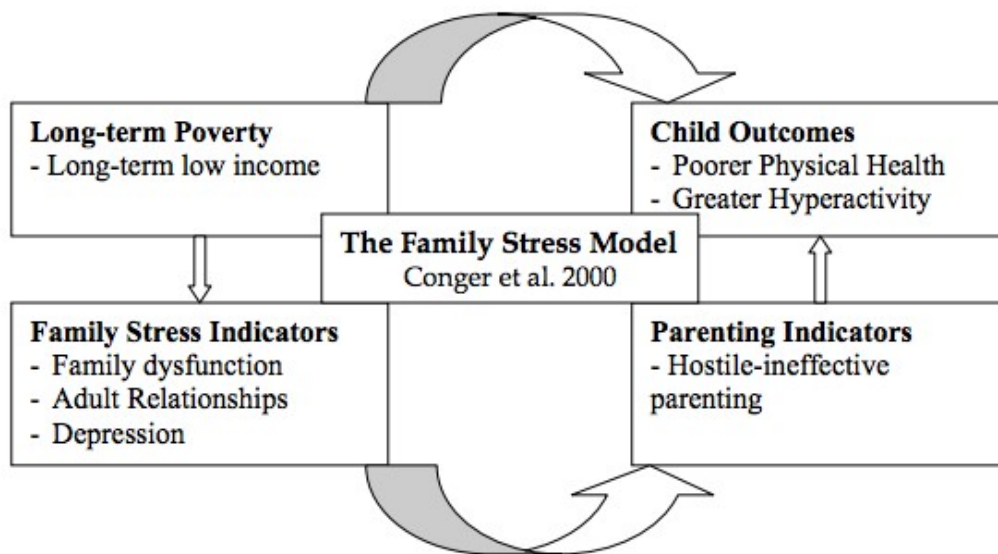 Long-term Poverty
- Long-term low income
Child Outcomes
- Poorer Physical Health
- Greater Hyperactivity
The Family Stress Model
Conger et al. 2000
Family Stress Indicators
- Family dysfunction
- Adult Relationships
- Depression
Parenting Indicators
- Hostile-ineffective
parenting